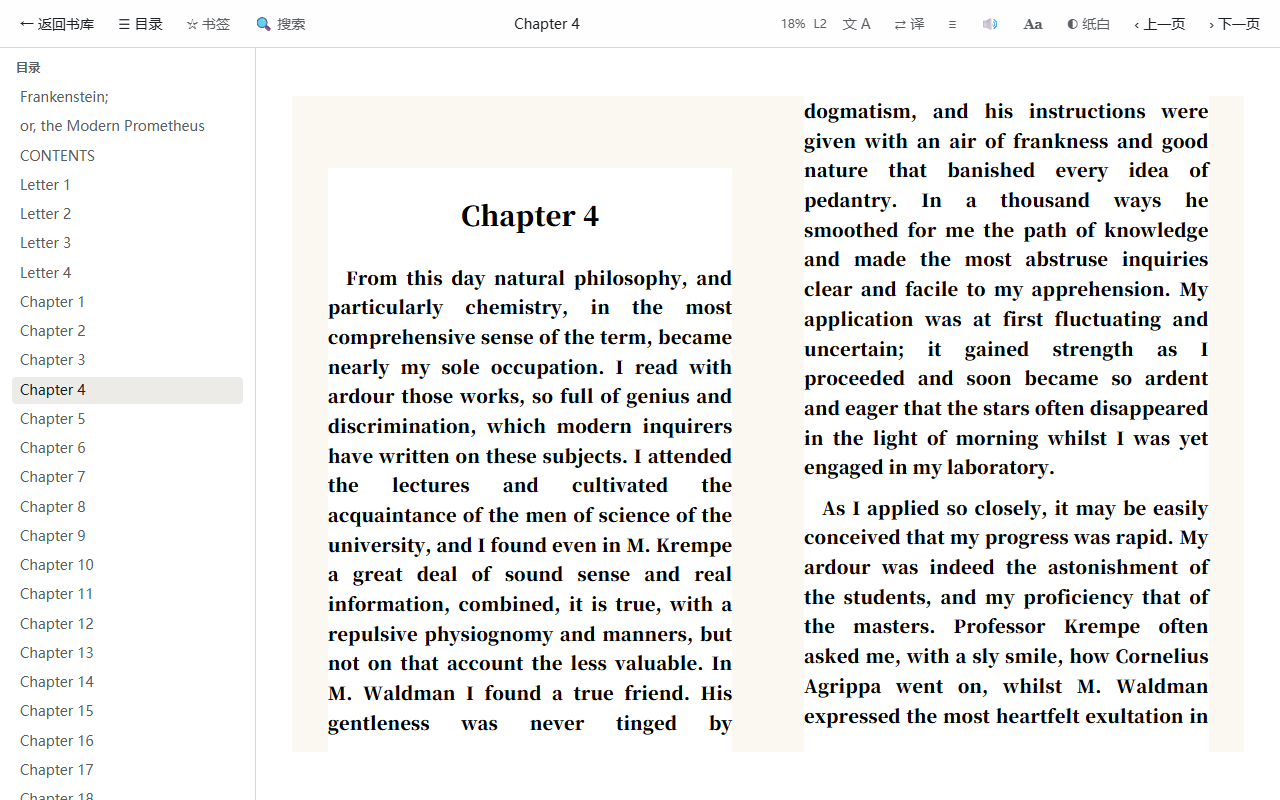 ← 返回书库
☰ 目录
☆ 书签
🔍 搜索
Chapter 4
18%
L2
文 A
⇄ 译
≡
🔊
Aa
◐ 纸白
‹ 上一页
› 下一页
目录
Frankenstein;
or, the Modern Prometheus
CONTENTS
Letter 1
Letter 2
Letter 3
Letter 4
Chapter 1
Chapter 2
Chapter 3
Chapter 4
Chapter 5
Chapter 6
Chapter 7
Chapter 8
Chapter 9
Chapter 10
Chapter 11
Chapter 12
Chapter 13
Chapter 14
Chapter 15
Chapter 16
Chapter 17
Chapter 18
Chapter 4
From this day natural philosophy, and
particularly chemistry, in the most
comprehensive sense of the term, became
nearly my sole occupation. I read with
ardour those works, so full of genius and
discrimination, which modern inquirers
have written on these subjects. I attended
the lectures and cultivated the
acquaintance of the men of science of the
university, and I found even in M. Krempe
a great deal of sound sense and real
information, combined, it is true, with a
repulsive physiognomy and manners, but
not on that account the less valuable. In
M. Waldman I found a true friend. His
gentleness was never tinged by
dogmatism, and his instructions were
given with an air of frankness and good
nature that banished every idea of
pedantry. In a thousand ways he
smoothed for me the path of knowledge
and made the most abstruse inquiries
clear and facile to my apprehension. My
application was at first fluctuating and
uncertain; it gained strength as I
proceeded and soon became so ardent
and eager that the stars often disappeared
in the light of morning whilst I was yet
engaged in my laboratory.
As I applied so closely, it may be easily
conceived that my progress was rapid. My
ardour was indeed the astonishment of
the students, and my proficiency that of
the masters. Professor Krempe often
asked me, with a sly smile, how Cornelius
Agrippa went on, whilst M. Waldman
expressed the most heartfelt exultation in